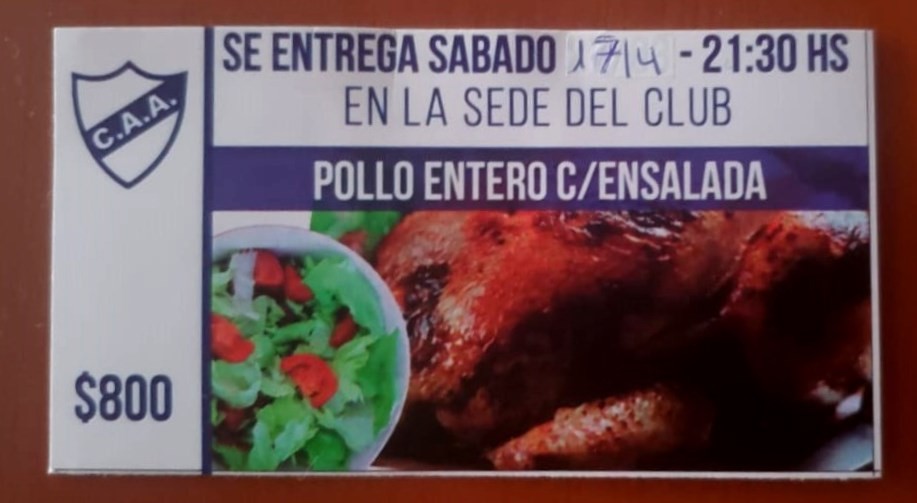 SE ENTREGA SABADO 17/4 - 21:30 HS
EN LA SEDE DEL CLUB
POLLO ENTERO C/ENSALADA
C.A.A.
$800